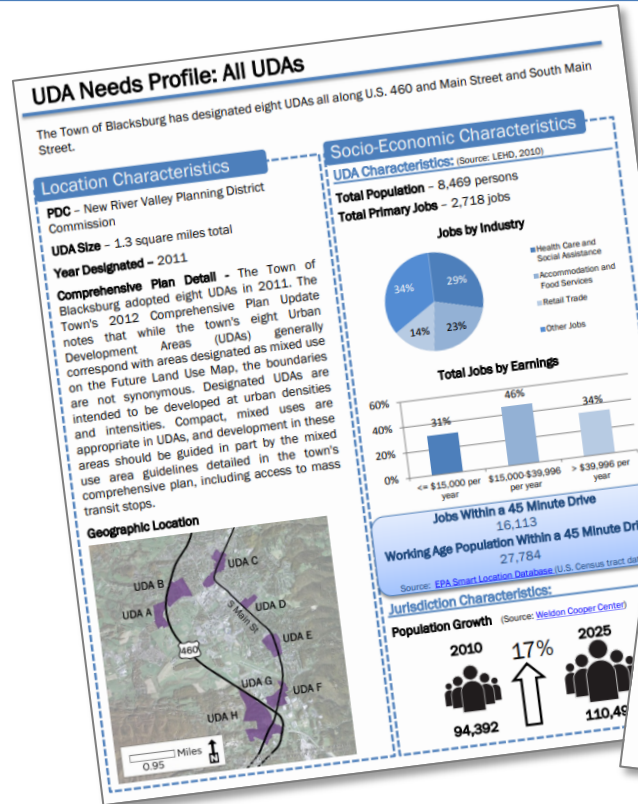 UDA Needs Profile: All UDAs
The Town of Blacksburg has designated eight UDAs all along U.S. 460 and Main Street and South Main
Street.
Location Characteristics
PDC – New River Valley Planning District
Commission
UDA Size – 1.3 square miles total
Year Designated – 2011
Comprehensive Plan Detail - The Town of
Blacksburg adopted eight UDAs in 2011. The
Town's 2012 Comprehensive Plan Update
notes that while the town's eight Urban
Development Areas (UDAs) generally
correspond with areas designated as mixed use
on the Future Land Use Map, the boundaries
are not synonymous. Designated UDAs are
intended to be developed at urban densities
and intensities. Compact, mixed uses are
appropriate in UDAs, and development in these
areas should be guided in part by the mixed
use area guidelines detailed in the town's
comprehensive plan, including access to mass
transit stops.
Geographic Location
UDA C
UDA B
UDA A
UDA D
S Main St
UDA E
460
UDA G
UDA F
UDA H
Miles
0.95
N
Socio-Economic Characteristics
UDA Characteristics: (Source: LEHD, 2010)
Total Population – 8,469 persons
Total Primary Jobs – 2,718 jobs
Jobs by Industry
34%
29%
14%
23%
Health Care and
Social Assistance
Accommodation and
Food Services
Retail Trade
Other Jobs
Total Jobs by Earnings
60%
40%
20%
0%
31%
46%
34%
<= $15,000 per
year
$15,000-$39,996
per year
> $39,996 per
year
Jobs Within a 45 Minute Drive
16,113
Working Age Population Within a 45 Minute Dri
27,784
Source: EPA Smart Location Database (U.S. Census tract da
Jurisdiction Characteristics:
Population Growth (Source: Weldon Cooper Center)
2010
17%
2025
94,392
110,49